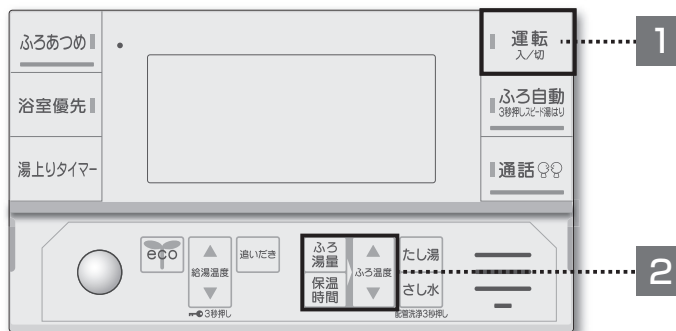 ふろあつめ
浴室優先
湯上りタイマー
運転
入/切
ふろ自動
3秒押しスピード湯はり
通話
1
eco
給湯温度
3秒押し
追いだき
ふろ
湯量
保温
時間
ふろ温度
たし湯
さし水
配管洗浄3秒押し
2